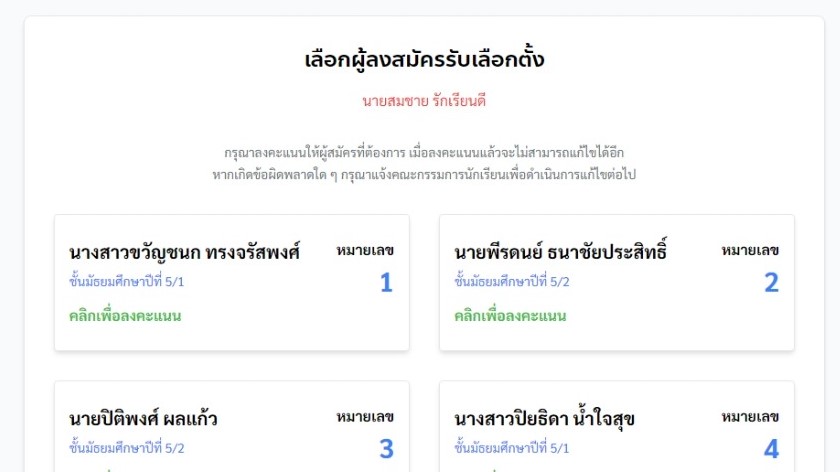 เลือกผู้ลงสมัครรับเลือกตั้ง
นายสมชาย รักเรียนดี
กรุณาลงคะแนนให้ผู้สมัครที่ต้องการ เมื่อลงคะแนนแล้วจะไม่สามารถแก้ไขได้อีก
หากเกิดข้อผิดพลาดใด ๆ กรุณาแจ้งคณะกรรมการนักเรียนเพื่อดำเนินการแก้ไขต่อไป
นางสาวขวัญชนก ทรงจรัสพงศ์
หมายเลข
ชั้นมัธยมศึกษาปีที่ 5/1
1
คลิกเพื่อลงคะแนน
นายพีรดนย์ ธนาชัยประสิทธิ์
หมายเลข
ชั้นมัธยมศึกษาปีที่ 5/2
2
คลิกเพื่อลงคะแนน
นายปิติพงศ์ ผลแก้ว
หมายเลข
ชั้นมัธยมศึกษาปีที่ 5/2
3
นางสาวปิยธิดา น้ำใจสุข
หมายเลข
ชั้นมัธยมศึกษาปีที่ 5/1
4